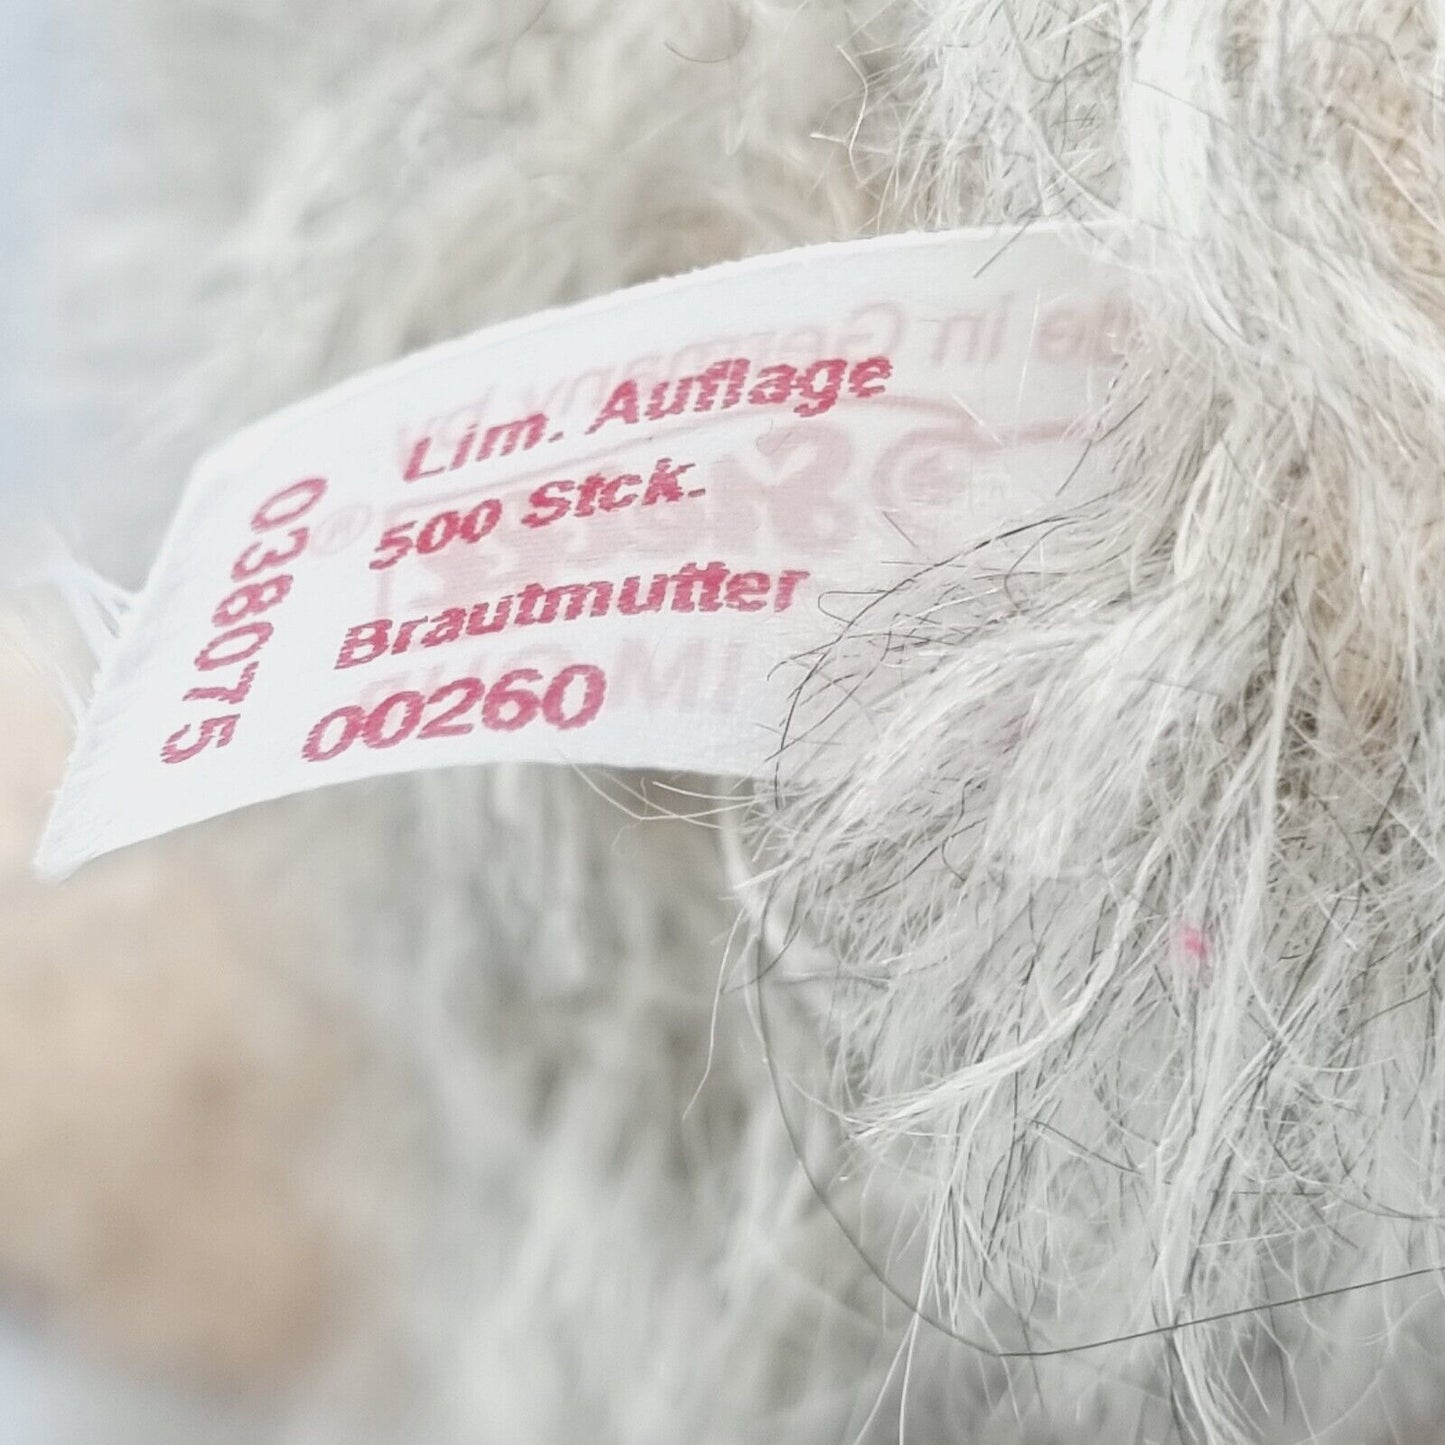 Lim. Auflage
500 Stck.
Brautmutter
00260
038075